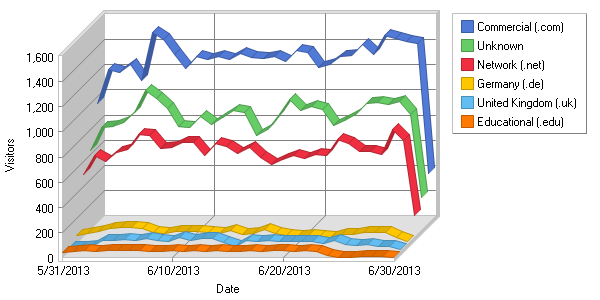 1,600
1,400
1,200
1,000
800
600
400
200
0
Visitors
5/31/2013 6/10/2013 6/20/2013 6/30/2013
Date
Commercial (.com)
Unknown
Network (.net)
Germany (.de)
United Kingdom (.uk)
Educational (.edu)